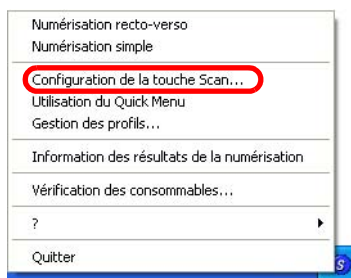 Numérisation recto-verso
Numérisation simple
Configuration de la touche Scan...
Utilisation du Quick Menu
Gestion des profils...
Information des résultats de la numérisation
Vérification des consommables...
?
Quitter
S